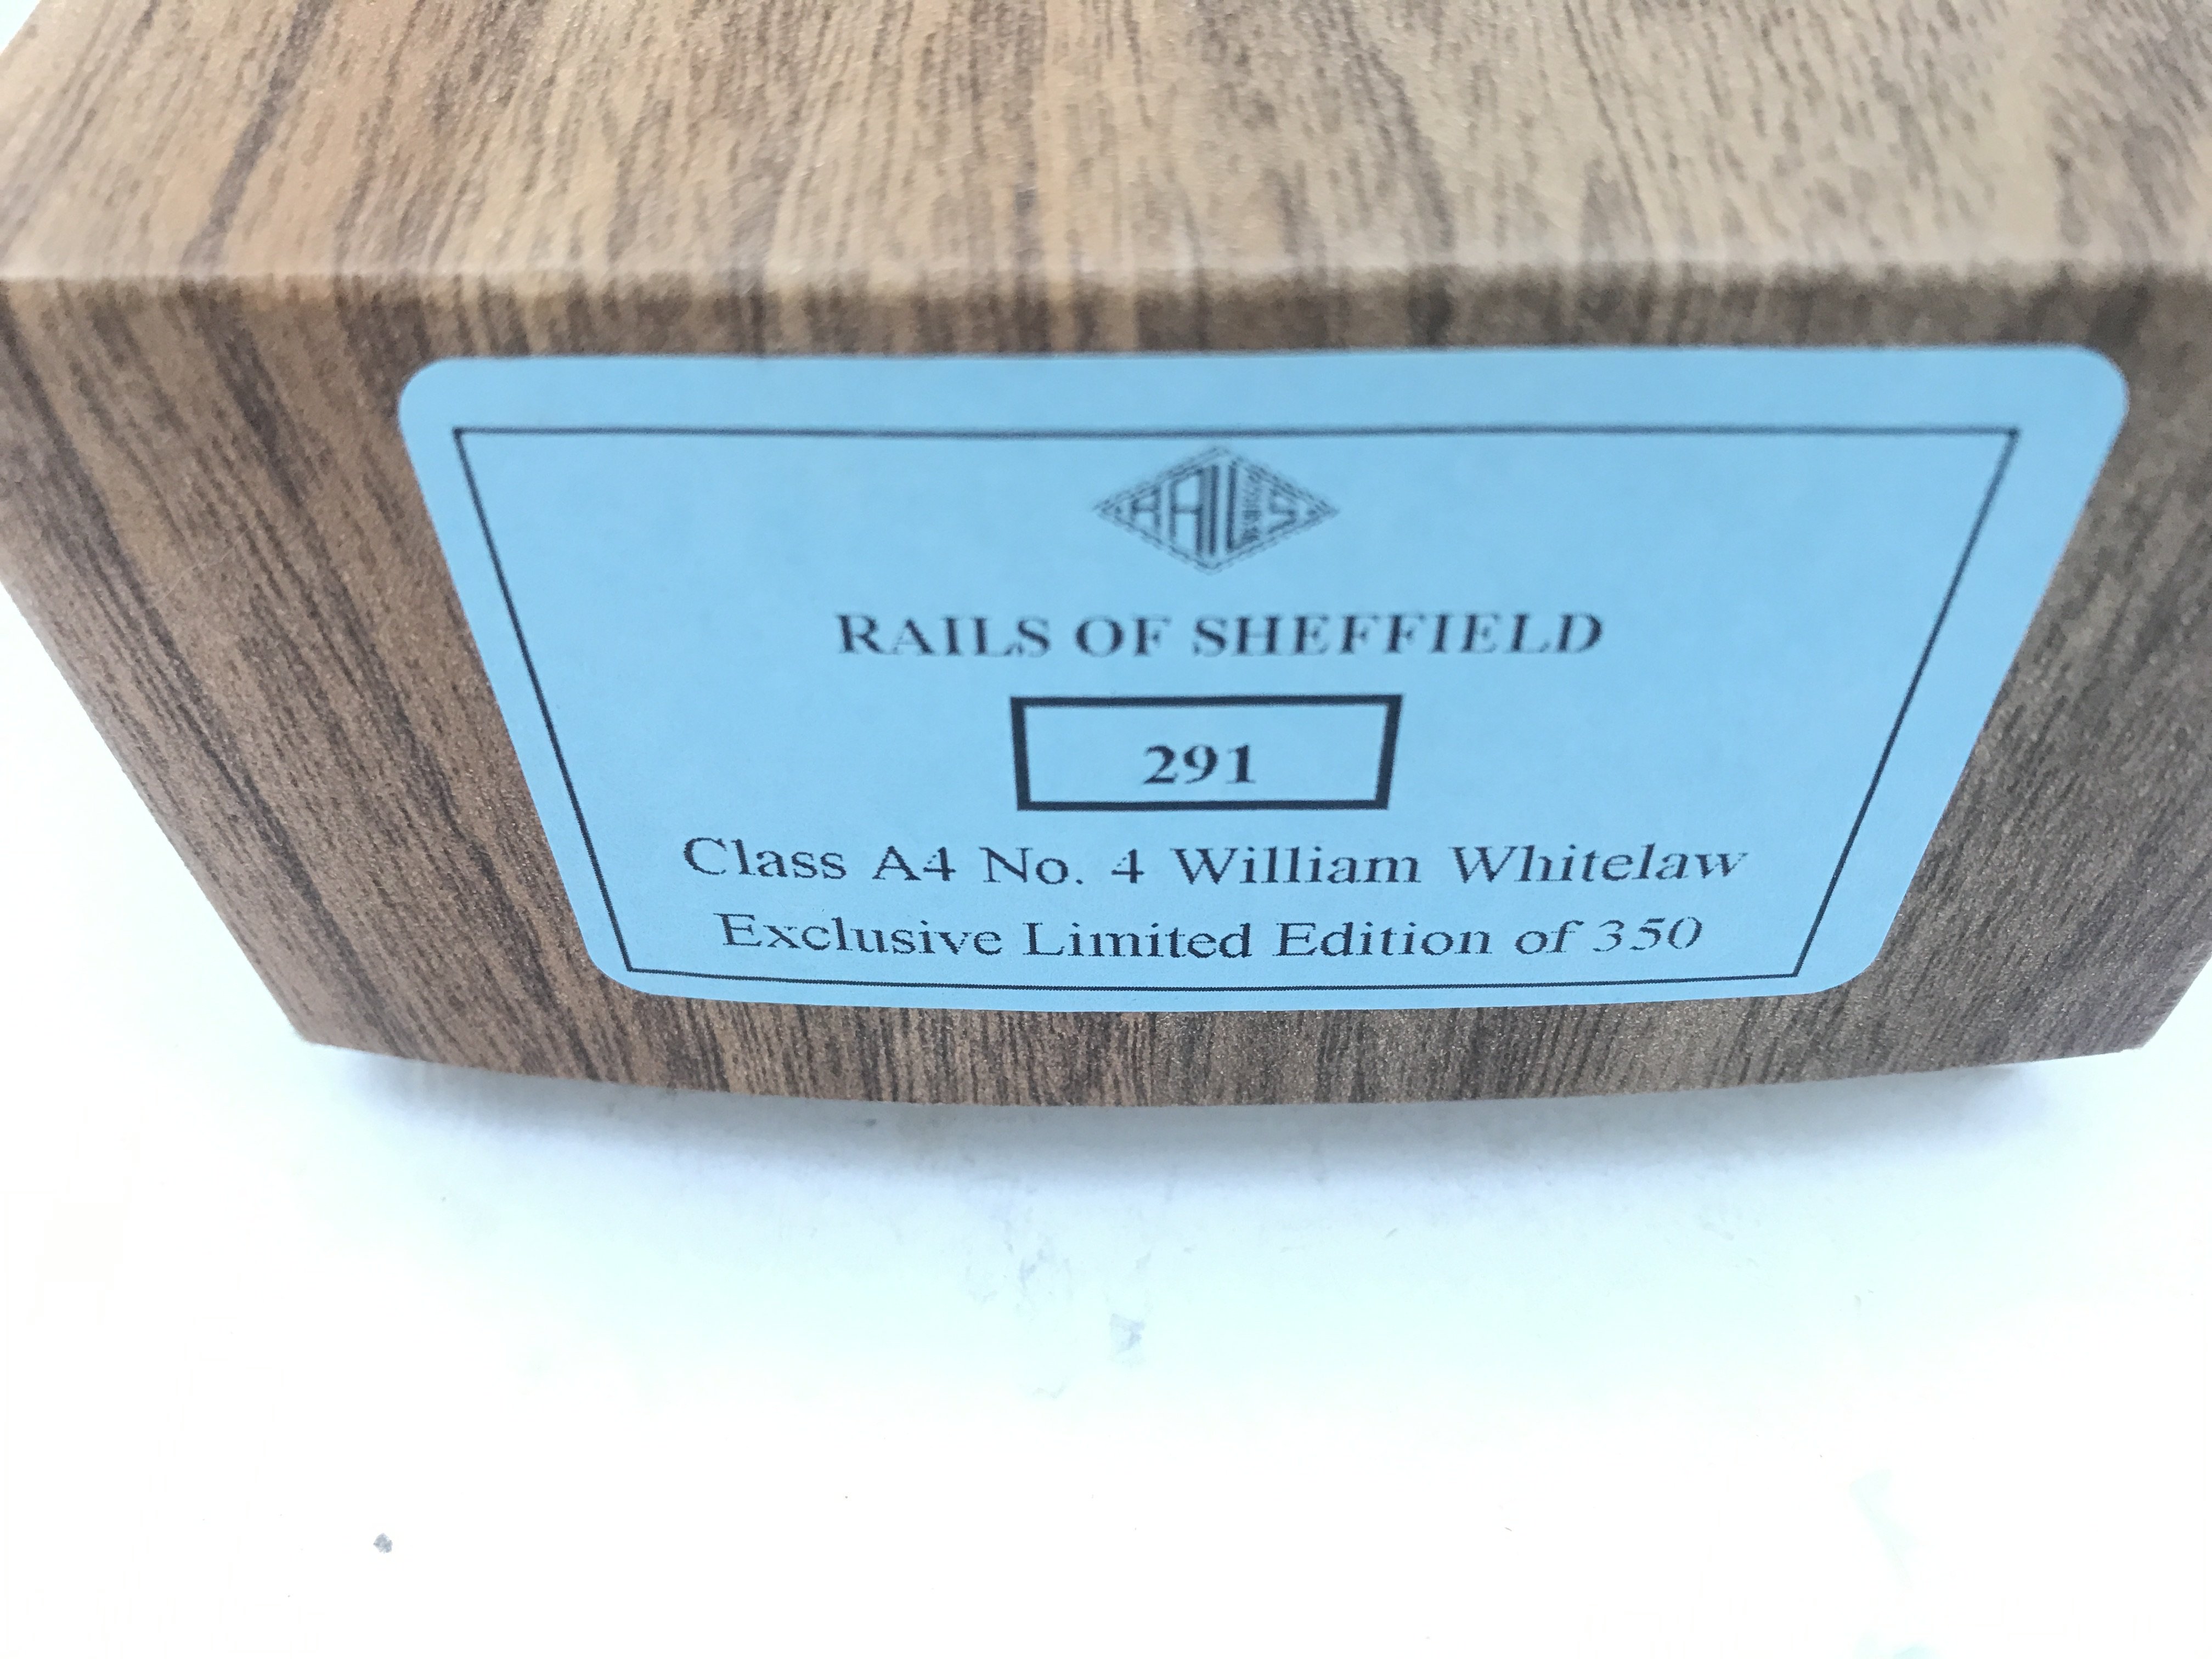 RAILS
RAILS OF SHEFFIELD
291
Class A4 No. 4 William Whitelaw
Exclusive Limited Edition of 350